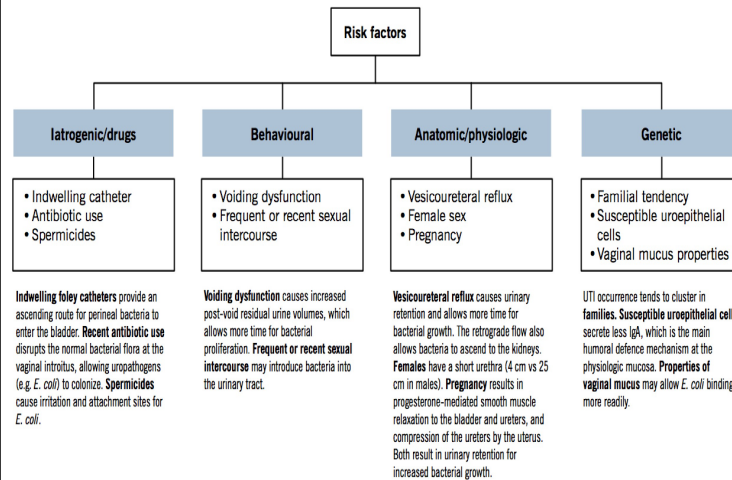 Risk factors
Iatrogenic/drugs
• Indwelling catheter
• Antibiotic use
• Spermicides
Indwelling foley catheters provide an
ascending route for perineal bacteria to
enter the bladder. Recent antibiotic use
disrupts the normal bacterial flora at the
vaginal introitus, allowing uropathogens
(e.g. E. coli) to colonize. Spermicides
cause irritation and attachment sites for
E. coli.
Behavioural
• Voiding dysfunction
• Frequent or recent sexual
intercourse
Voiding dysfunction causes increased
post-void residual urine volumes, which
allows more time for bacterial
proliferation. Frequent or recent sexual
intercourse may introduce bacteria into
the urinary tract.
Anatomic/physiologic
• Vesicoureteral reflux
• Female sex
• Pregnancy
Vesicoureteral reflux causes urinary
retention and allows more time for
bacterial growth. The retrograde flow also
allows bacteria to ascend to the kidneys.
Females have a short urethra (4 cm vs 25
cm in males). Pregnancy results in
progesterone-mediated smooth muscle
relaxation to the bladder and ureters, and
compression of the ureters by the uterus.
Both result in urinary retention for
increased bacterial growth.
Genetic
• Familial tendency
• Susceptible uroepithelial
cells
• Vaginal mucus properties
UTI occurrence tends to cluster in
families. Susceptible uroepithelial cell
secrete less IgA, which is the main
humoral defence mechanism at the
physiologic mucosa. Properties of
vaginal mucus may allow E. coli binding
more readily.